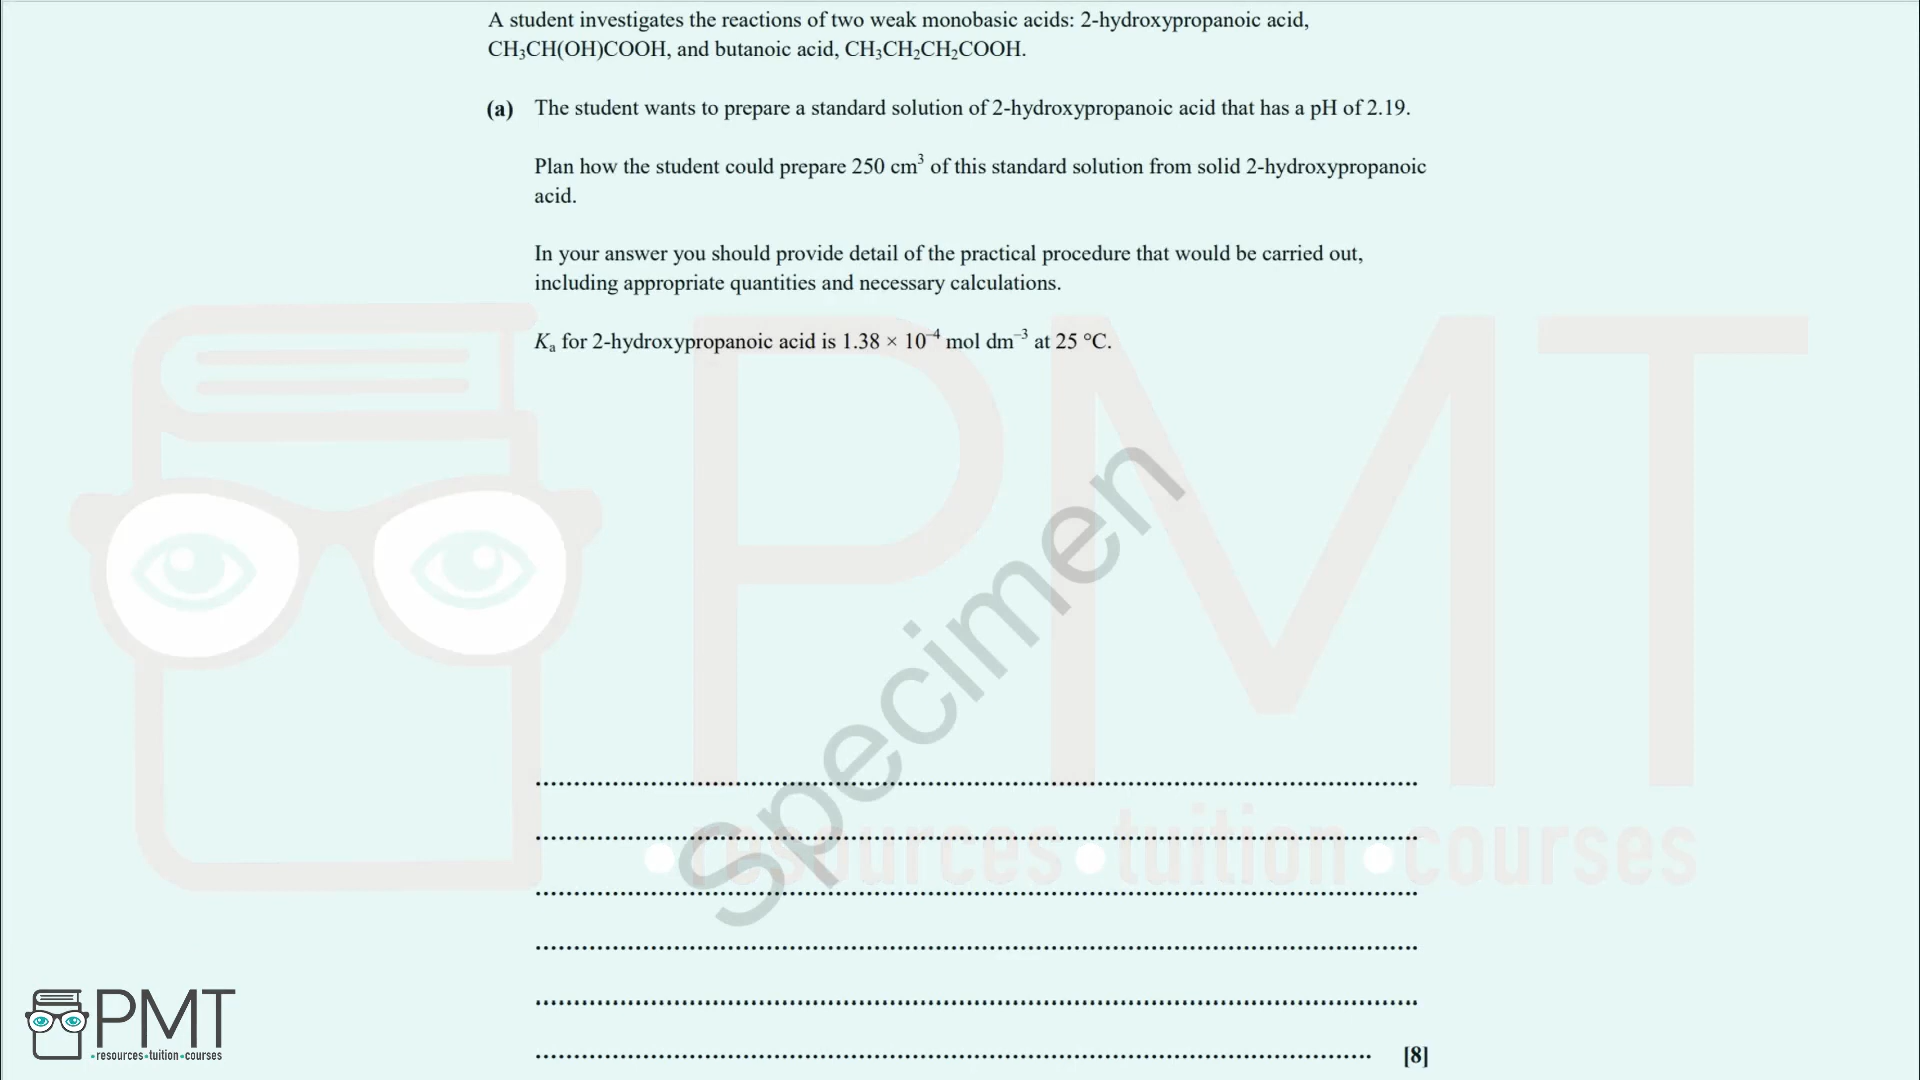 A student investigates the reactions of two weak monobasic acids: 2-hydroxypropanoic acid,
CH₃CH(OH)COOH, and butanoic acid, CH₃CH₂CH₂COOH.
(a) The student wants to prepare a standard solution of 2-hydroxypropanoic acid that has a pH of 2.19.
Plan how the student could prepare 250 cm³ of this standard solution from solid 2-hydroxypropanoic
acid.
In your answer you should provide detail of the practical procedure that would be carried out,
including appropriate quantities and necessary calculations.
Kₐ for 2-hydroxypropanoic acid is 1.38 × 10⁻⁴ mol dm⁻³ at 25 °C.
PMT
Specimen
• resources • tuition • courses
PMT
• resources • tuition • courses
[8]